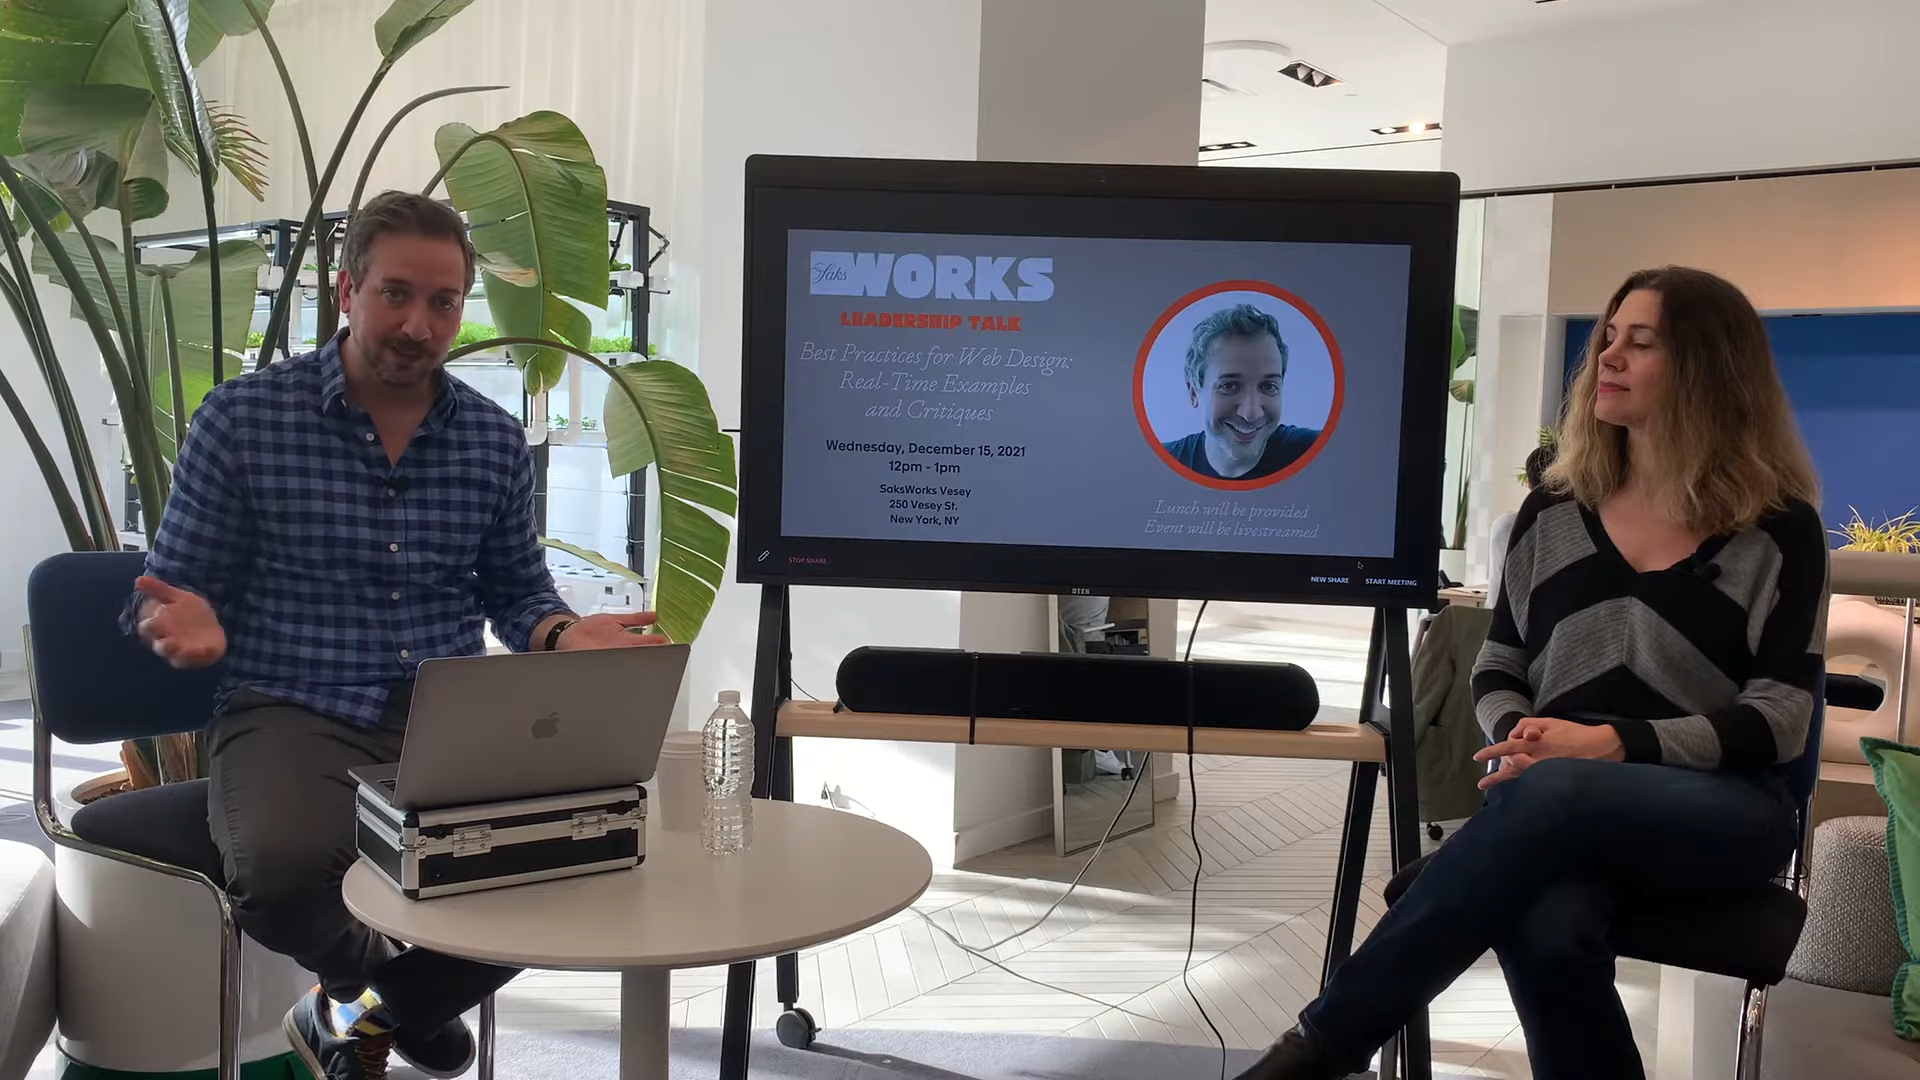 Saks WORKS
LEADERSHIP TALK
Best Practices for Web Design:
Real-Time Examples
and Critiques
Wednesday, December 15, 2021
12pm - 1pm
SaksWorks Vesey
250 Vesey St.
New York, NY
Lunch will be provided
Event will be livestreamed
STOP SHARE
NEW SHARE
START MEETING
DTEN